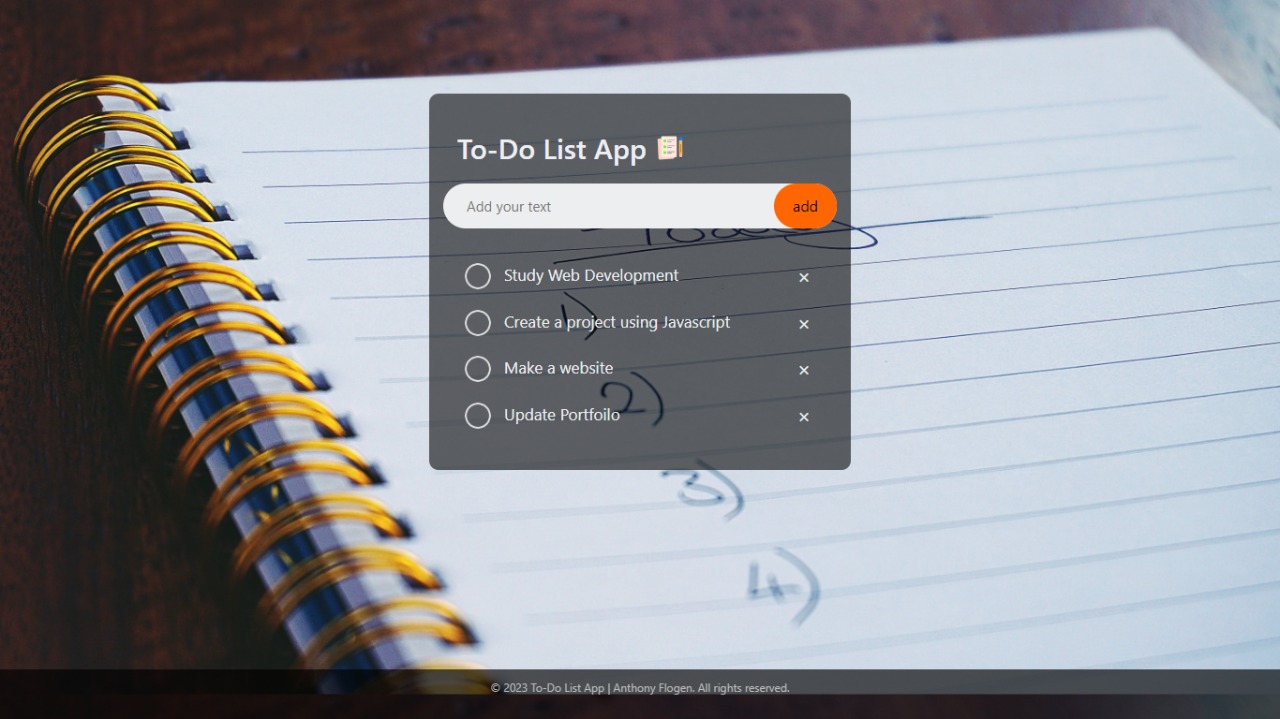 To-Do List App
Add your text
add
Study Web Development
×
1)
Create a project using Javascript
×
Make a website
×
2)
Update Portfoilo
×
3)
4)
© 2023 To-Do List App | Anthony Flogen. All rights reserved.